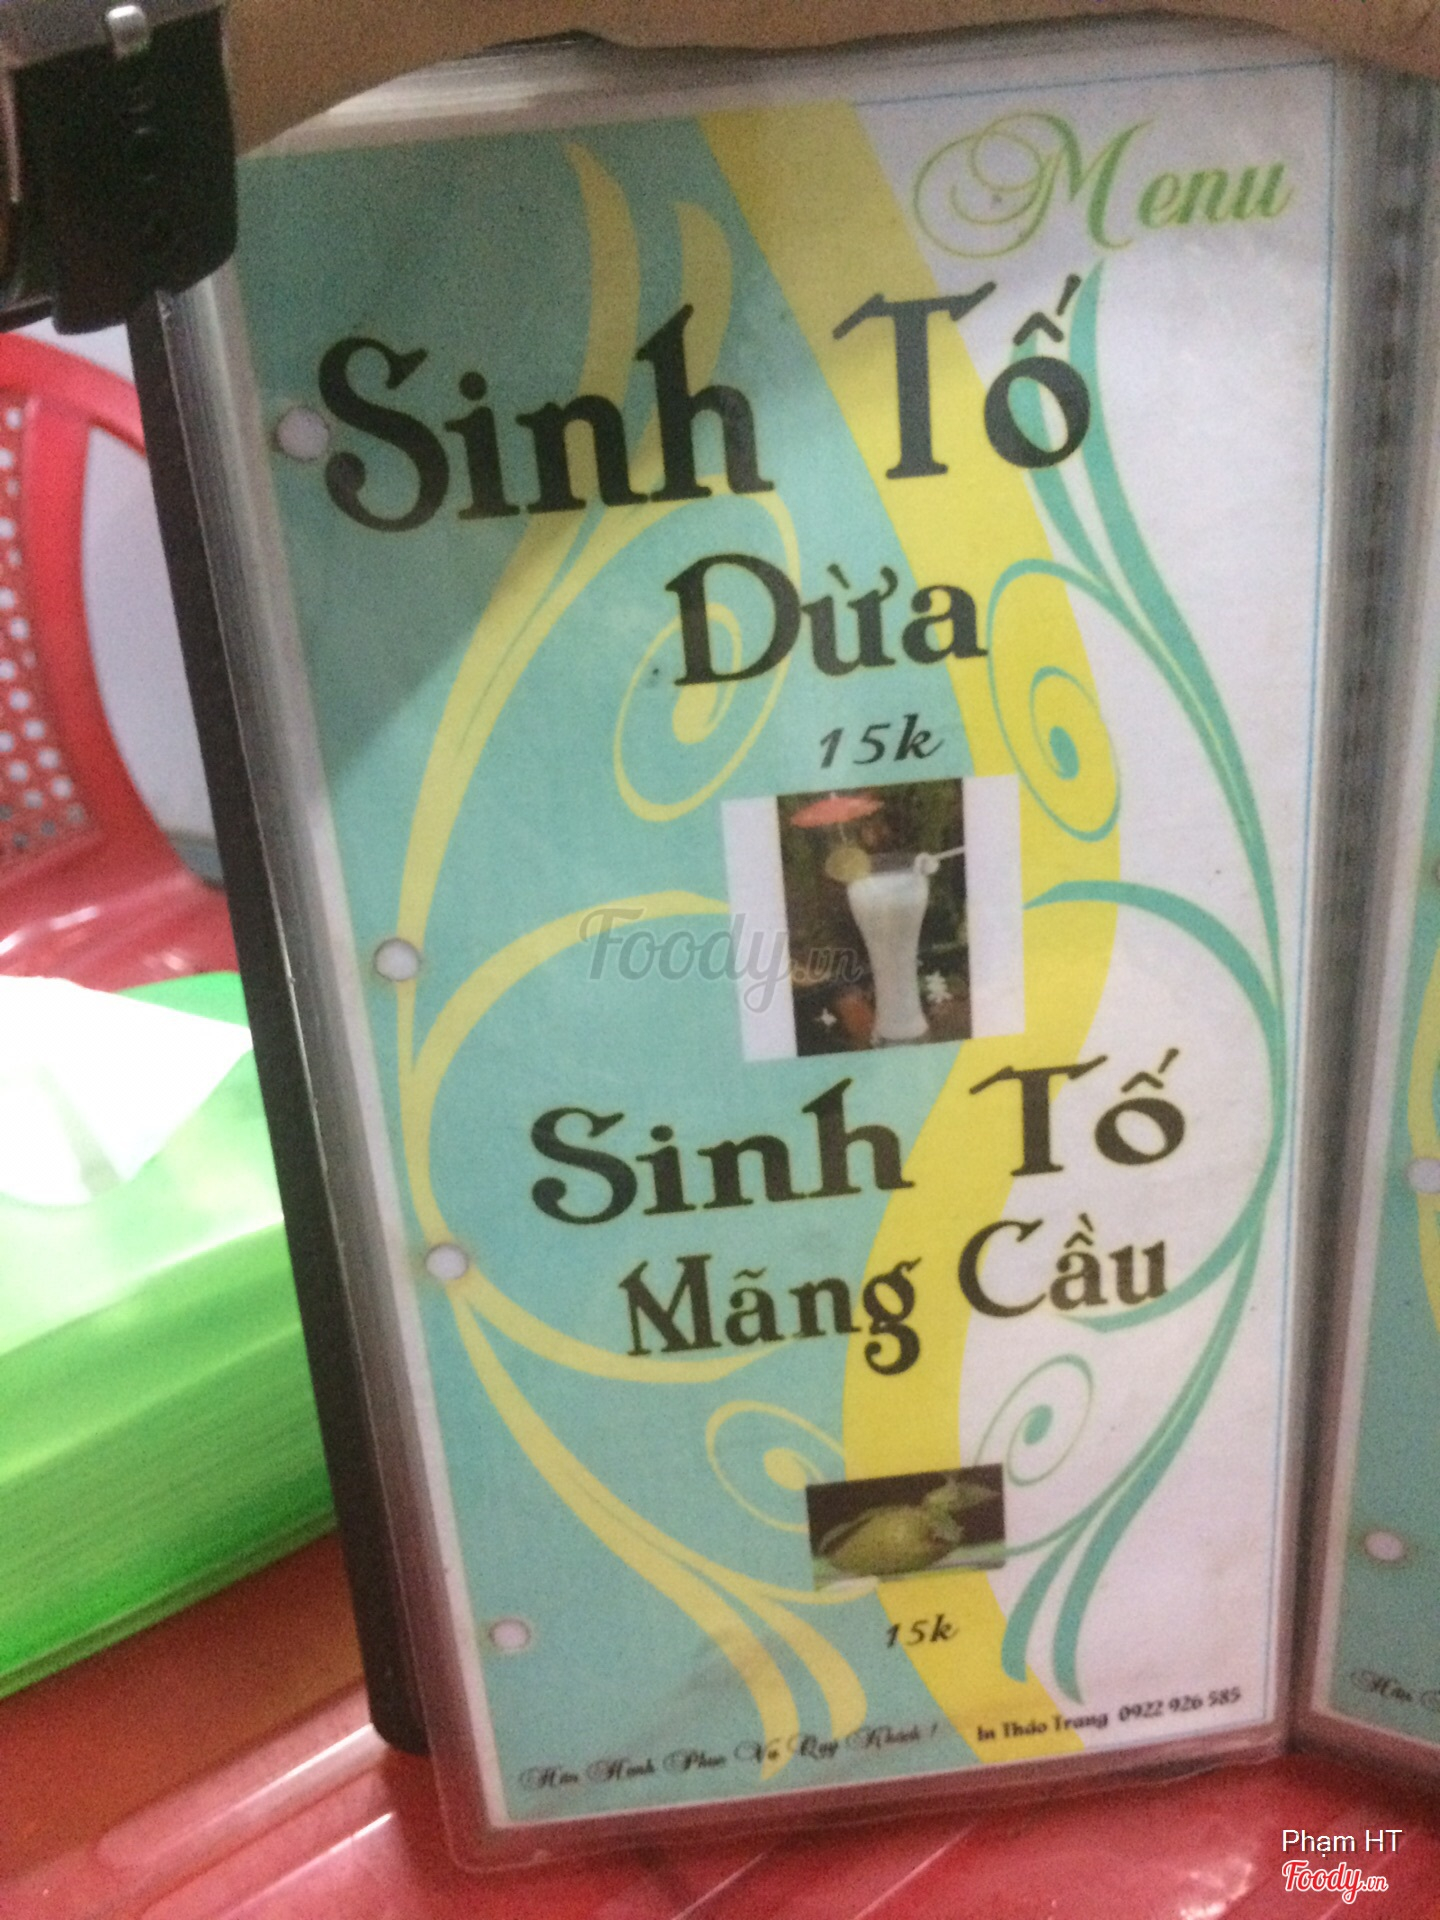 Menu
Sinh Tố
Dừa
15k
Foody.vn
Sinh Tố
Mãng Cầu
15k
Hân Hạnh Phục Vụ Quý Khách !
In Thảo Trang 0922 926 585
Hân
Phạm HT
Foody.vn